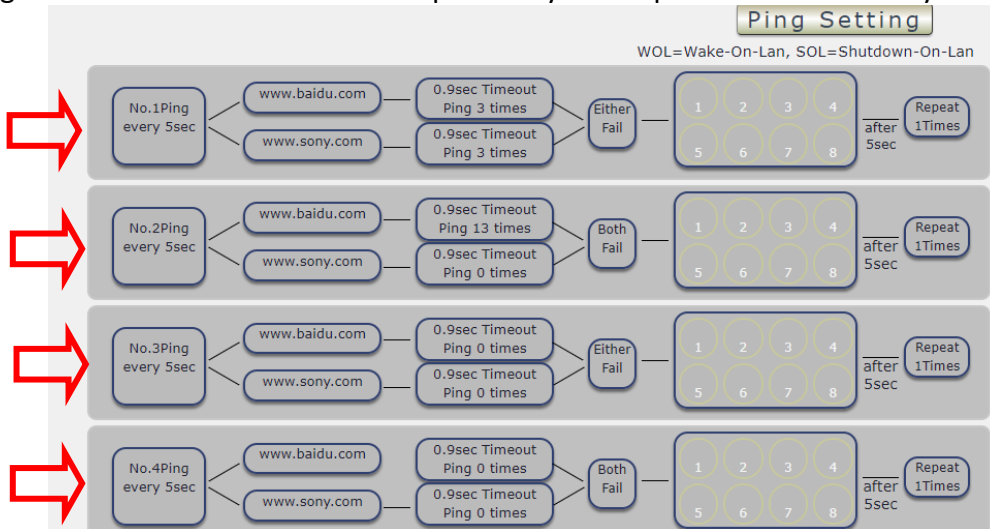 Ping Setting
WOL=Wake-On-Lan, SOL=Shutdown-On-Lan
No.1Ping
every 5sec
www.baidu.com
www.sony.com
0.9sec Timeout
Ping 3 times
0.9sec Timeout
Ping 3 times
Either
Fail
1 2 3 4
5 6 7 8
after
5sec
Repeat
1Times
No.2Ping
every 5sec
www.baidu.com
www.sony.com
0.9sec Timeout
Ping 13 times
0.9sec Timeout
Ping 0 times
Both
Fail
1 2 3 4
5 6 7 8
after
5sec
Repeat
1Times
No.3Ping
every 5sec
www.baidu.com
www.sony.com
0.9sec Timeout
Ping 0 times
0.9sec Timeout
Ping 0 times
Either
Fail
1 2 3 4
5 6 7 8
after
5sec
Repeat
1Times
No.4Ping
every 5sec
www.baidu.com
www.sony.com
0.9sec Timeout
Ping 0 times
0.9sec Timeout
Ping 0 times
Both
Fail
1 2 3 4
5 6 7 8
after
5sec
Repeat
1Times